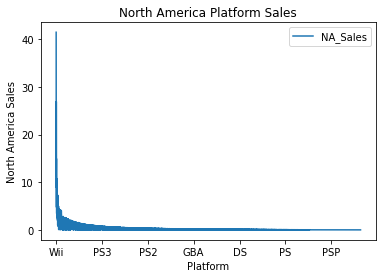 North America Platform Sales
NA_Sales
40
30
20
10
0
North America Sales
Wii PS3 PS2 GBA DS PS PSP
Platform